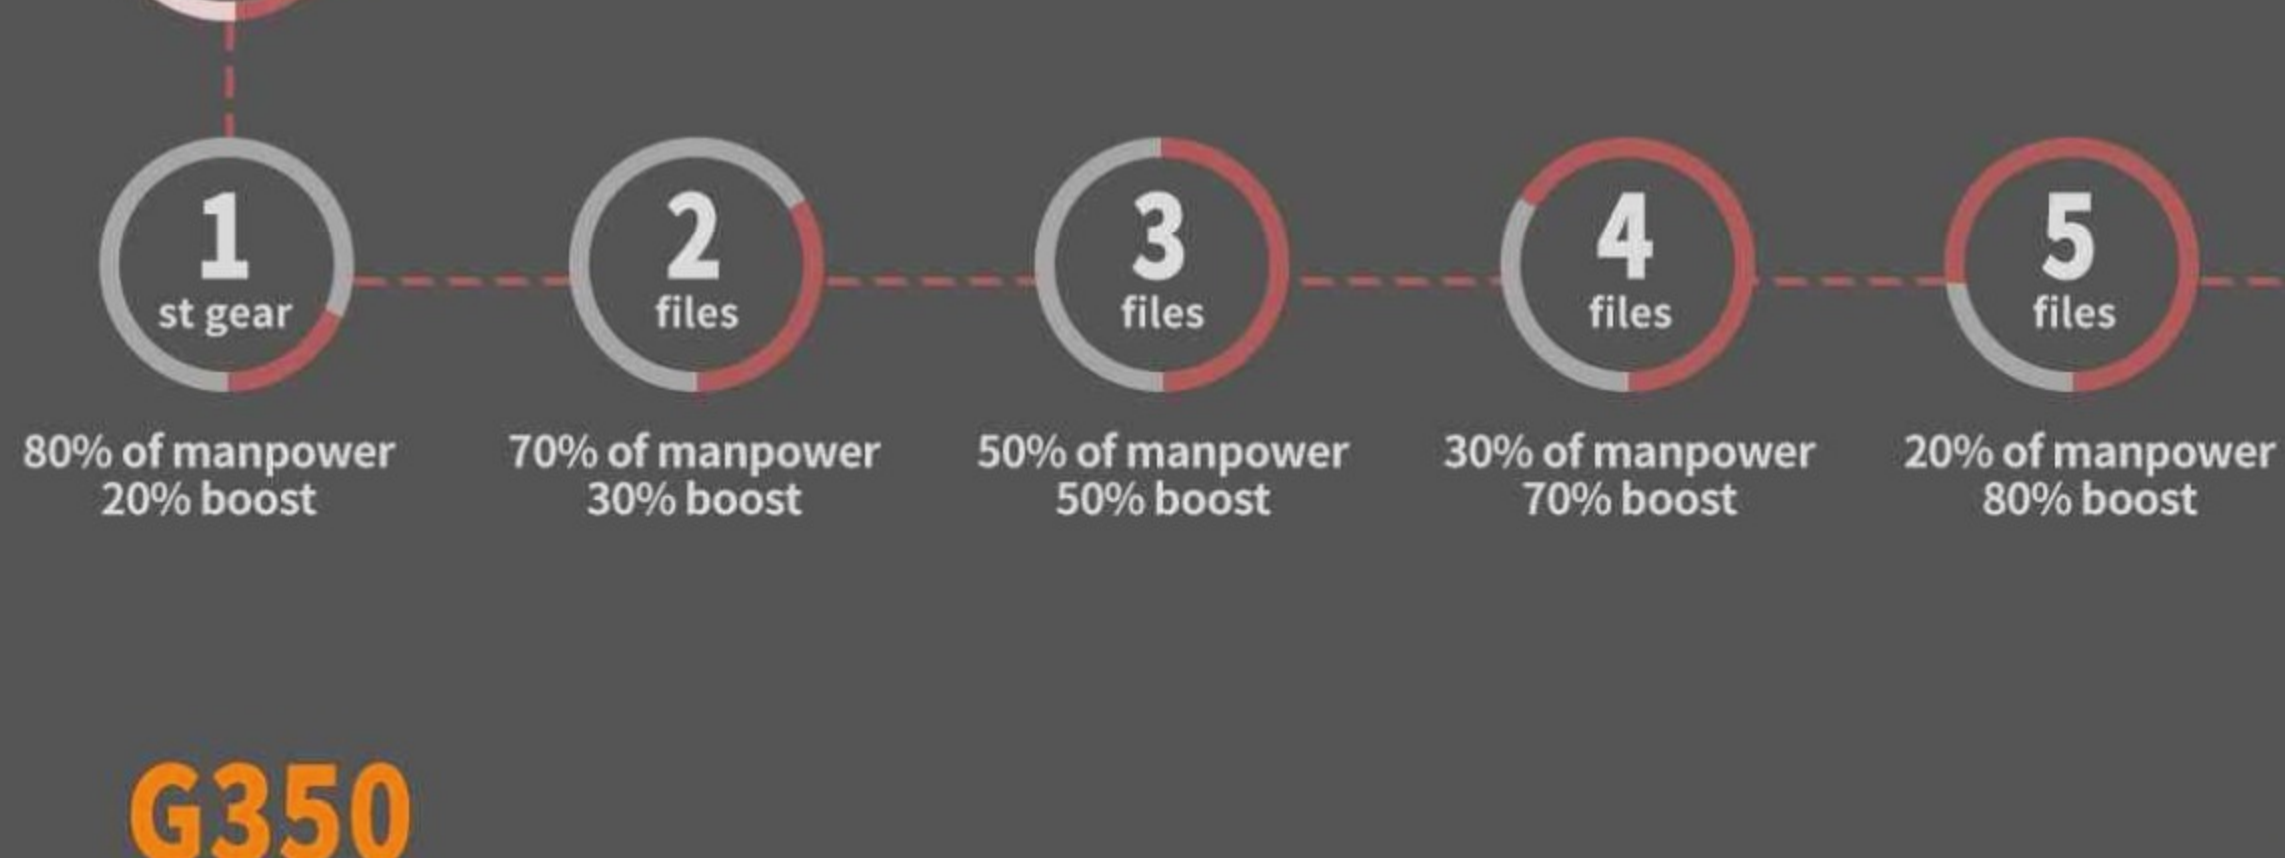 1
st gear
2
files
3
files
4
files
5
files
80% of manpower
20% boost
70% of manpower
30% boost
50% of manpower
50% boost
30% of manpower
70% boost
20% of manpower
80% boost
G350